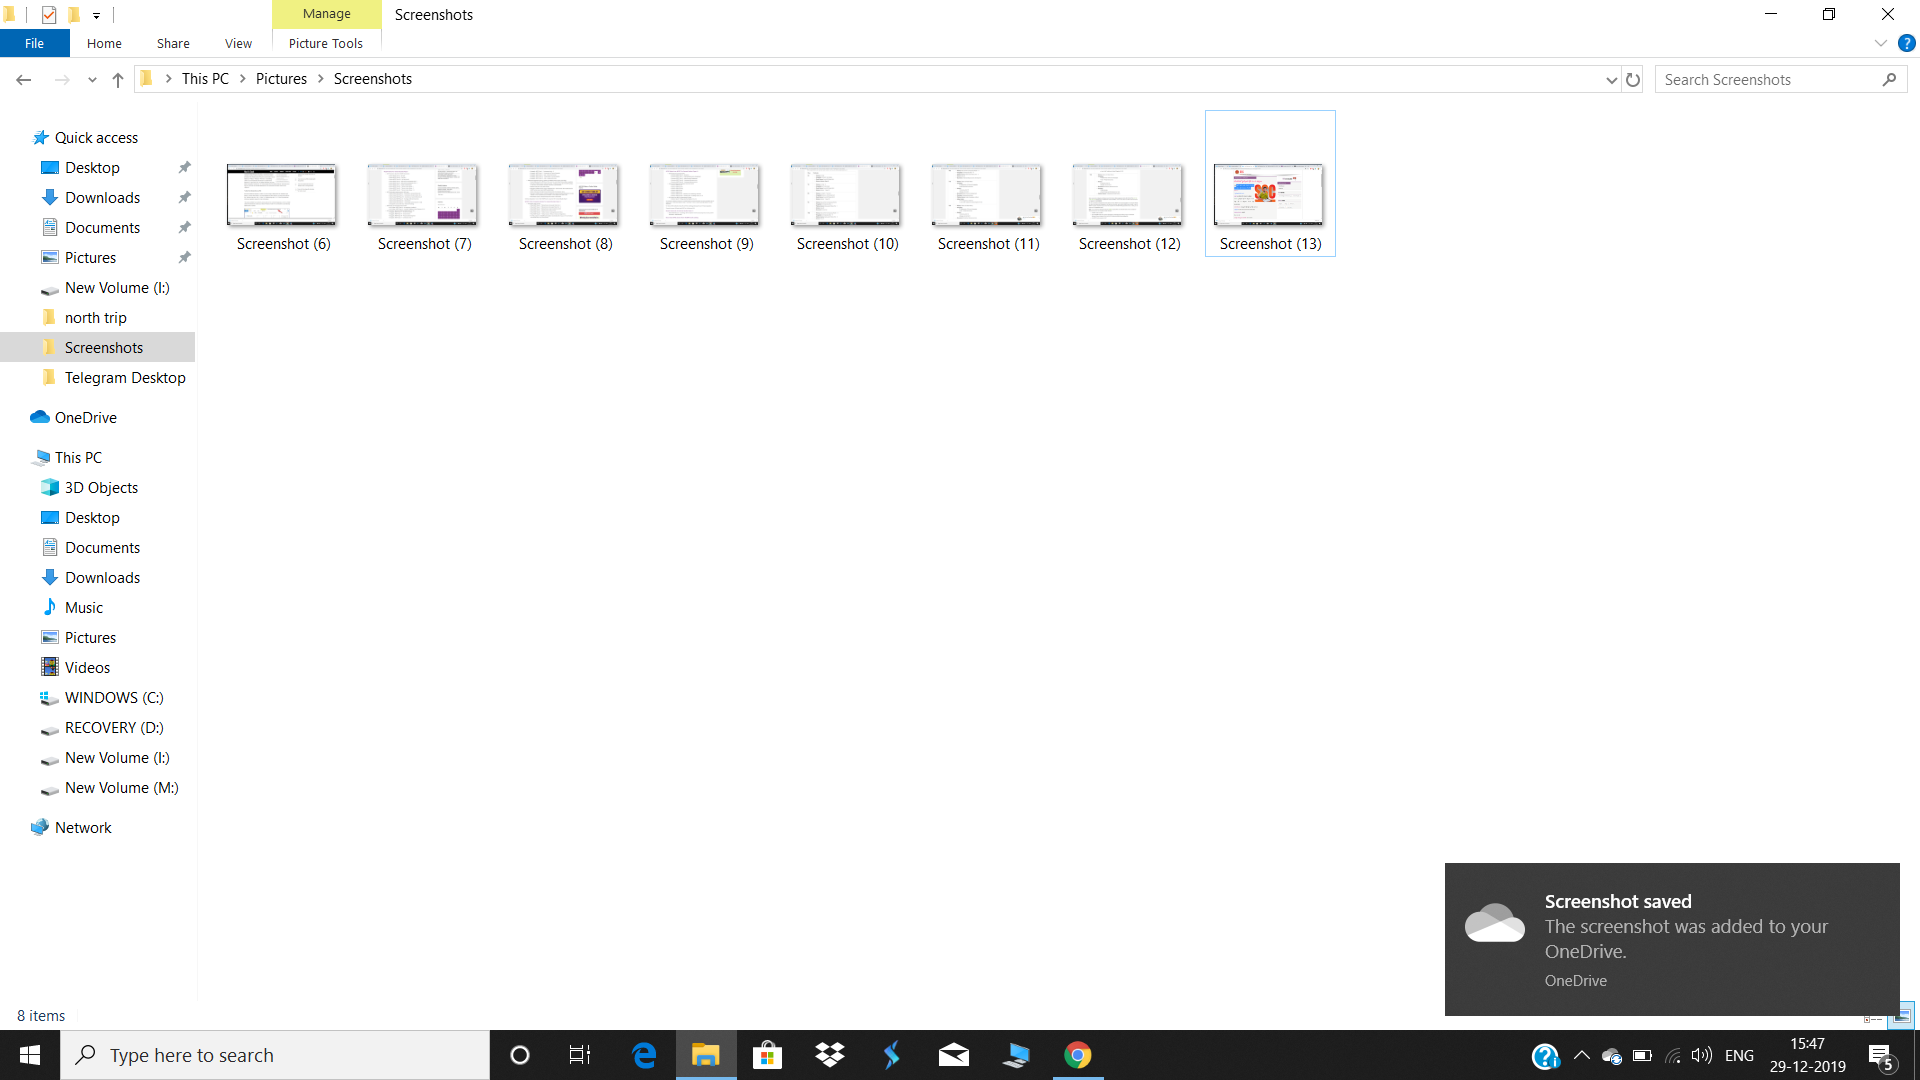 Manage
Screenshots
File
Home
Share
View
Picture Tools
This PC
Pictures
Screenshots
Search Screenshots
Quick access
Desktop
Downloads
Documents
Pictures
New Volume (I:)
north trip
Screenshots
Telegram Desktop
OneDrive
This PC
3D Objects
Desktop
Documents
Downloads
Music
Pictures
Videos
WINDOWS (C:)
RECOVERY (D:)
New Volume (I:)
New Volume (M:)
Network
Screenshot (6)
Screenshot (7)
Screenshot (8)
Screenshot (9)
Screenshot (10)
Screenshot (11)
Screenshot (12)
Screenshot (13)
Screenshot saved
The screenshot was added to your
OneDrive.
OneDrive
8 items
Type here to search
ENG
15:47
29-12-2019
5